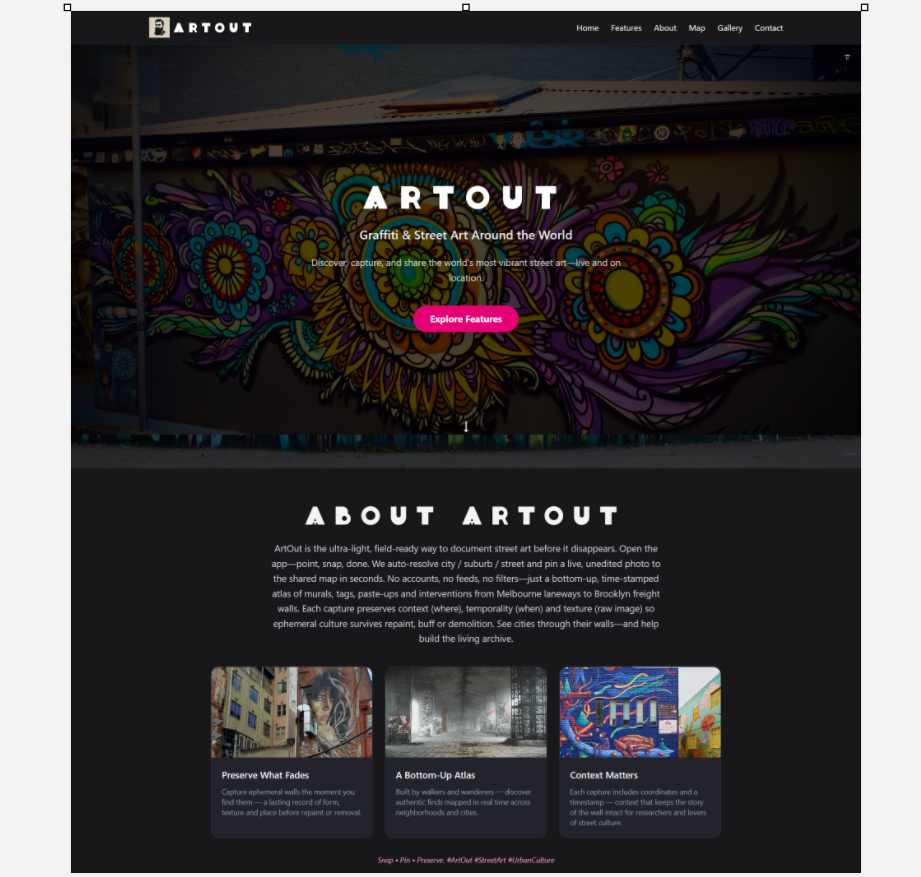 ARTOUT
Home Features About Map Gallery Contact
ARTOUT
Graffiti & Street Art Around the World
Discover, capture, and share the world's most vibrant street art—live and on
location.
Explore Features
ABOUT ARTOUT
ArtOut is the ultra-light, field-ready way to document street art before it disappears. Open the
app—point, snap, done. We auto-resolve city / suburb / street and pin a live, unedited photo to
the shared map in seconds. No accounts, no feeds, no filters—just a bottom-up, time-stamped
atlas of murals, tags, paste-ups and interventions from Melbourne laneways to Brooklyn freight
walls. Each capture preserves context (where), temporality (when) and texture (raw image) so
ephemeral culture survives repaint, buff or demolition. See cities through their walls—and help
build the living archive.
Preserve What Fades
Capture ephemeral walls the moment you
find them — a lasting record of form,
texture and place before repaint or removal.
A Bottom-Up Atlas
Built by walkers and wanderers — discover
authentic finds mapped in real time across
neighborhoods and cities.
Context Matters
Each capture includes coordinates and a
timestamp — context that keeps the story
of the wall intact for researchers and lovers
of street culture.
Snap • Pin • Preserve. #ArtOut #StreetArt #UrbanCulture